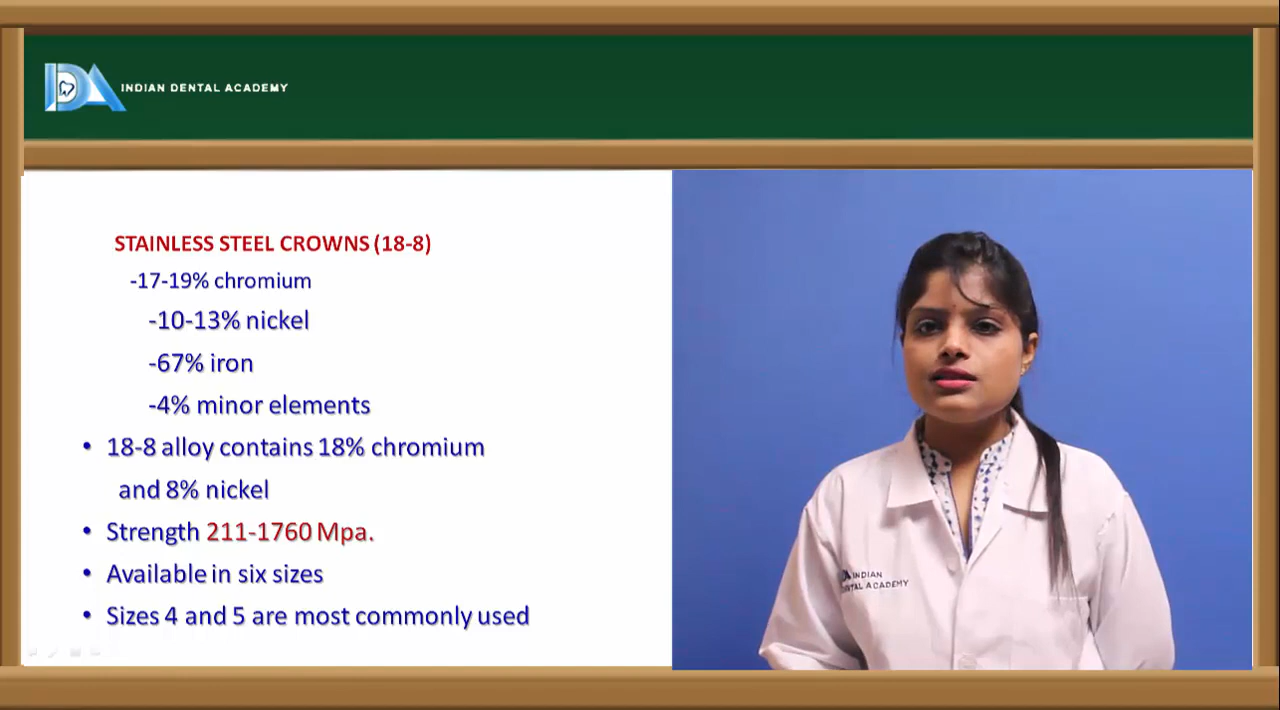 INDIAN DENTAL ACADEMY
STAINLESS STEEL CROWNS (18-8)
-17-19% chromium
-10-13% nickel
-67% iron
-4% minor elements
• 18-8 alloy contains 18% chromium
and 8% nickel
• Strength 211-1760 Mpa.
• Available in six sizes
• Sizes 4 and 5 are most commonly used
INDIAN
DENTAL ACADEMY